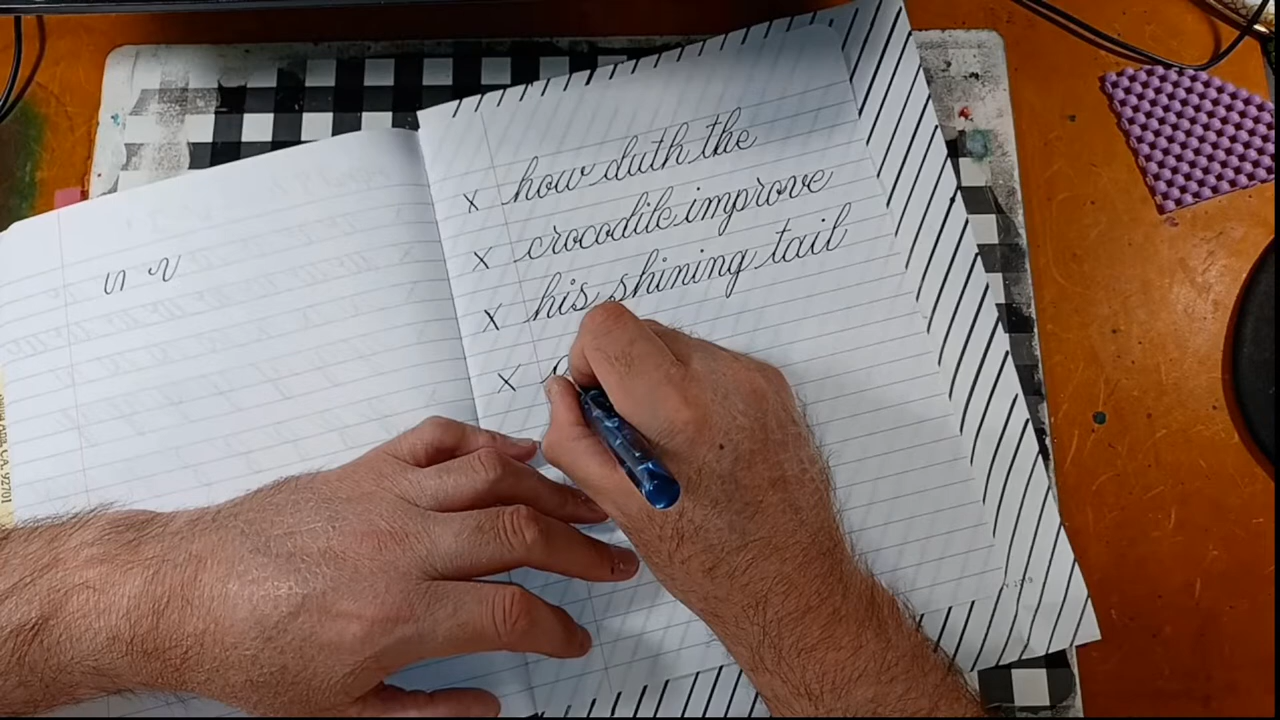 x how duth the
x crocodile improve
x his shining tail
x